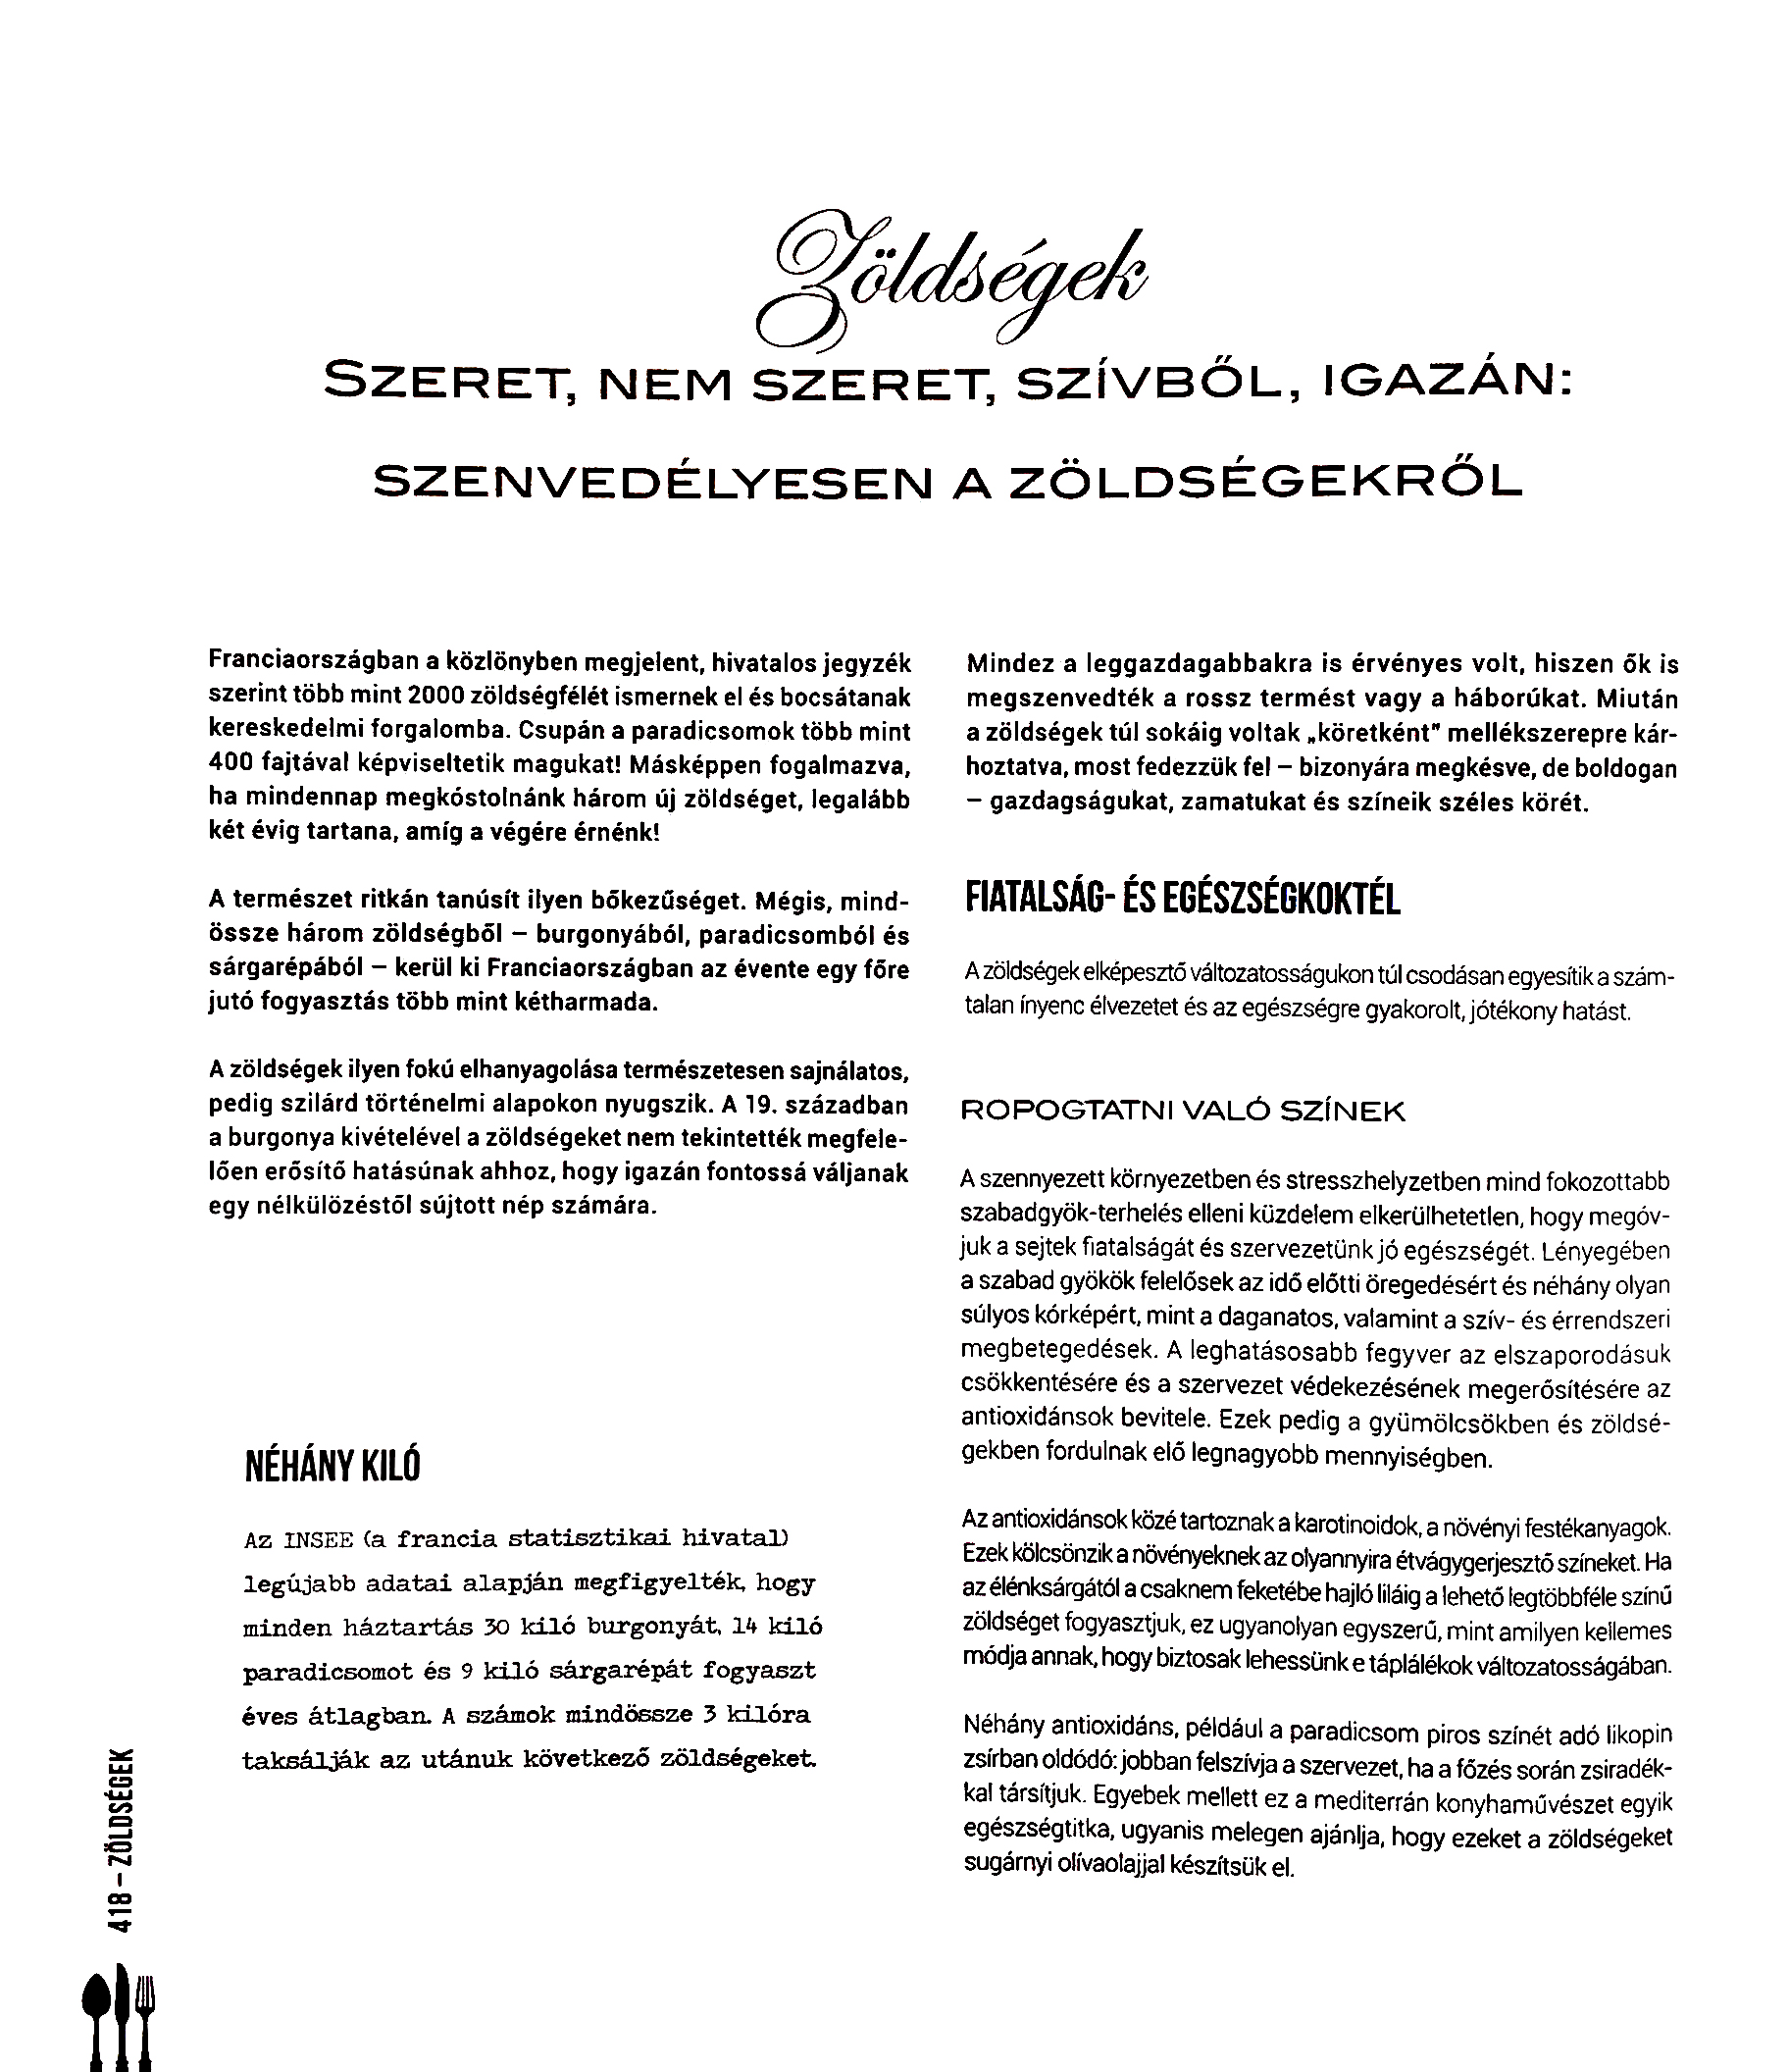 Zöldségek
SZERET, NEM SZERET, SZÍVBŐL, IGAZÁN:
SZENVEDÉLYESEN A ZÖLDSÉGEKRŐL
Franciaországban a közlönyben megjelent, hivatalos jegyzék
szerint több mint 2000 zöldségfélét ismernek el és bocsátanak
kereskedelmi forgalomba. Csupán a paradicsomok több mint
400 fajtával képviseltetik magukat! Másképpen fogalmazva,
ha mindennap megkóstolnánk három új zöldséget, legalább
két évig tartana, amíg a végére érnénk!
A természet ritkán tanúsít ilyen bőkezűséget. Mégis, mind-
össze három zöldségből – burgonyából, paradicsomból és
sárgarépából – kerül ki Franciaországban az évente egy főre
jutó fogyasztás több mint kétharmada.
A zöldségek ilyen fokú elhanyagolása természetesen sajnálatos,
pedig szilárd történelmi alapokon nyugszik. A 19. században
a burgonya kivételével a zöldségeket nem tekintették megfele-
lően erősítő hatásúnak ahhoz, hogy igazán fontossá váljanak
egy nélkülözéstől sújtott nép számára.
NÉHÁNY KILÓ
Az INSEE (a francia statisztikai hivatal)
legújabb adatai alapján megfigyelték, hogy
minden háztartás 30 kiló burgonyát, 14 kiló
paradicsomot és 9 kiló sárgarépát fogyaszt
éves átlagban. A számok mindössze 3 kilóra
taksálják az utánuk következő zöldségeket.
Mindez a leggazdagabbakra is érvényes volt, hiszen ők is
megszenvedték a rossz termést vagy a háborúkat. Miután
a zöldségek túl sokáig voltak „köretként" mellékszerepre kár-
hoztatva, most fedezzük fel – bizonyára megkésve, de boldogan
– gazdagságukat, zamatukat és színeik széles körét.
FIATALSÁG- ÉS EGÉSZSÉGKOKTÉL
A zöldségek elképesztő változatosságukon túl csodásan egyesítik a szám-
talan ínyenc élvezetet és az egészségre gyakorolt, jótékony hatást.
ROPOGTATNI VALÓ SZÍNEK
A szennyezett környezetben és stresszhelyzetben mind fokozottabb
szabadgyök-terhelés elleni küzdelem elkerülhetetlen, hogy megóv-
juk a sejtek fiatalságát és szervezetünk jó egészségét. Lényegében
a szabad gyökök felelősek az idő előtti öregedésért és néhány olyan
súlyos kórképért, mint a daganatos, valamint a szív- és érrendszeri
megbetegedések. A leghatásosabb fegyver az elszaporodásuk
csökkentésére és a szervezet védekezésének megerősítésére az
antioxidánsok bevitele. Ezek pedig a gyümölcsökben és zöldsé-
gekben fordulnak elő legnagyobb mennyiségben.
Az antioxidánsok közé tartoznak a karotinoidok, a növényi festékanyagok.
Ezek kölcsönzik a növényeknek az olyannyira étvágygerjesztő színeket. Ha
az élénksárgától a csaknem feketébe hajló liláig a lehető legtöbbféle színű
zöldséget fogyasztjuk, ez ugyanolyan egyszerű, mint amilyen kellemes
módja annak, hogy biztosak lehessünk e táplálékok változatosságában.
Néhány antioxidáns, például a paradicsom piros színét adó likopin
zsírban oldódó: jobban felszívja a szervezet, ha a főzés során zsiradék-
kal társítjuk. Egyebek mellett ez a mediterrán konyhaművészet egyik
egészségtitka, ugyanis melegen ajánlja, hogy ezeket a zöldségeket
sugárnyi olívaolajjal készítsük el.
418 – ZÖLDSÉGEK